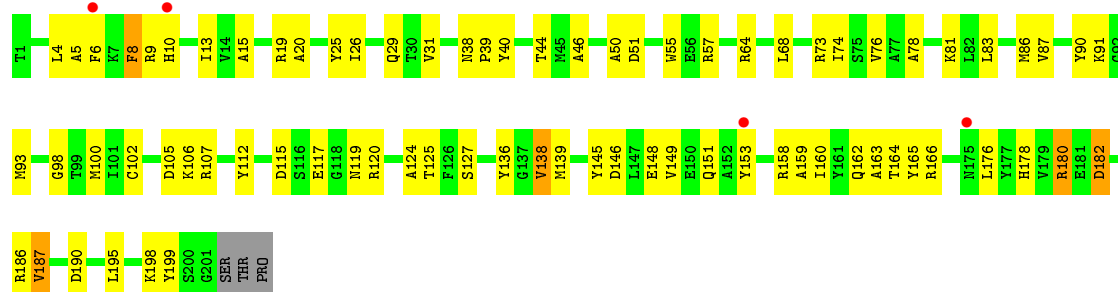 T1 L4 A5 F6 K7 F8 R9 H10 I13 V14 A15 R19 A20 Y25 I26 Q29 T30 V31 N38 P39 Y40 T44 M45 A46 A50 D51 W55 E56 R57 R64 L68 R73 I74 S75 V76 A77 A78 K81 L82 L83 M86 V87 Y90 K91 G92
M93 G98 T99 M100 I101 C102 D105 K106 R107 Y112 D115 S116 E117 G118 N119 R120 A124 T125 F126 S127 Y136 G137 V138 M139 Y145 D146 L147 E148 V149 E150 Q151 A152 Y153 R158 A159 I160 Y161 Q162 A163 T164 Y165 R166 N175 L176 Y177 H178 V179 R180 E181 D182
R186 V187 D190 L195 K198 Y199 S200 G201 SER THR PRO